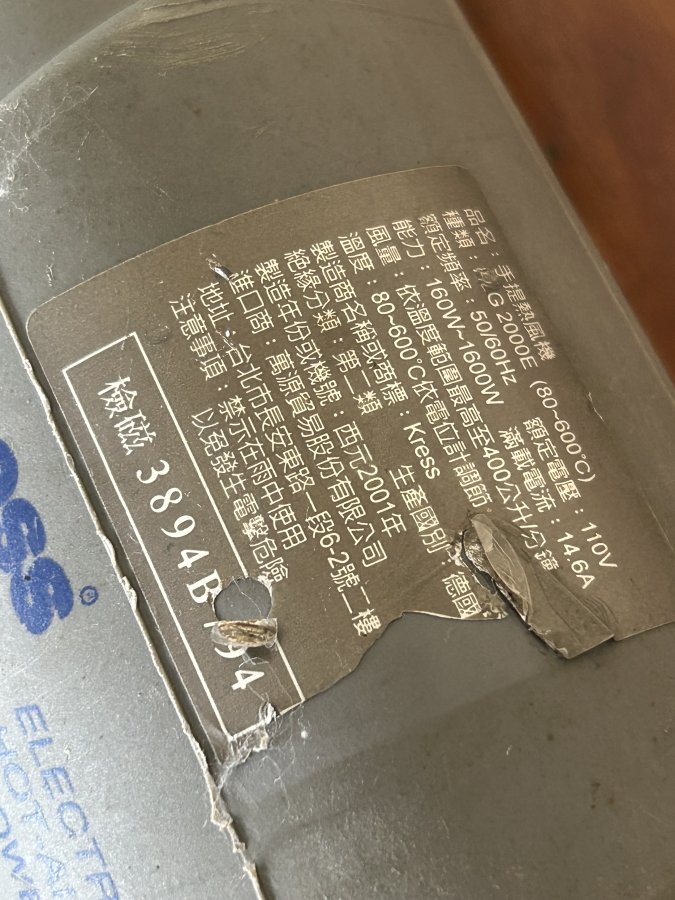 品名：手提熱風機 (80~600°C)
種類： G 2000E 額定電壓：110V
額定頻率：50/60Hz 滿載電流：14.6A
能力：160W~1600W
風量：依溫度範圍最高至400公升/分鐘
溫度：80~600°C依電位計調節
製造商名稱或商標：Kress 生產國別：德國
絕緣分類：第二類
製造年份或機號：西元2001年
進口商：萬源貿易股份有限公司
地址：台北市長安東路一段6-2號二樓
注意事項：禁示在雨中使用
以免發生電擊危險
檢磁 3894B 94
ess®
ELECTR
HOT AI